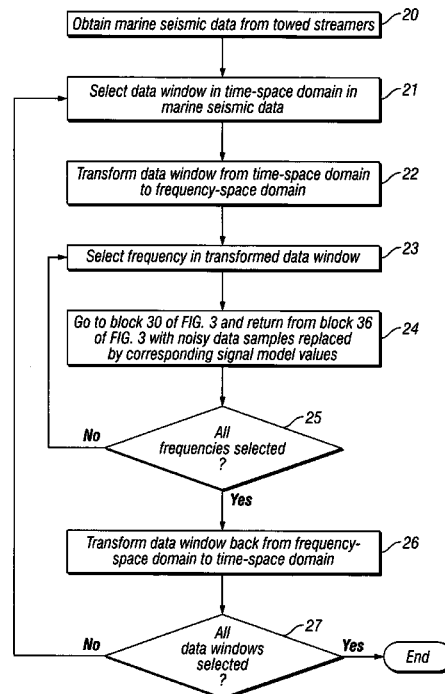 Obtain marine seismic data from towed streamers
20
Select data window in time-space domain in
marine seismic data
21
Transform data window from time-space domain
to frequency-space domain
22
Select frequency in transformed data window
23
Go to block 30 of FIG. 3 and return from block 36
of FIG. 3 with noisy data samples replaced
by corresponding signal model values
24
No
All
frequencies selected
?
25
Yes
Transform data window back from frequency-
space domain to time-space domain
26
No
All
data windows
selected
?
27
Yes
End